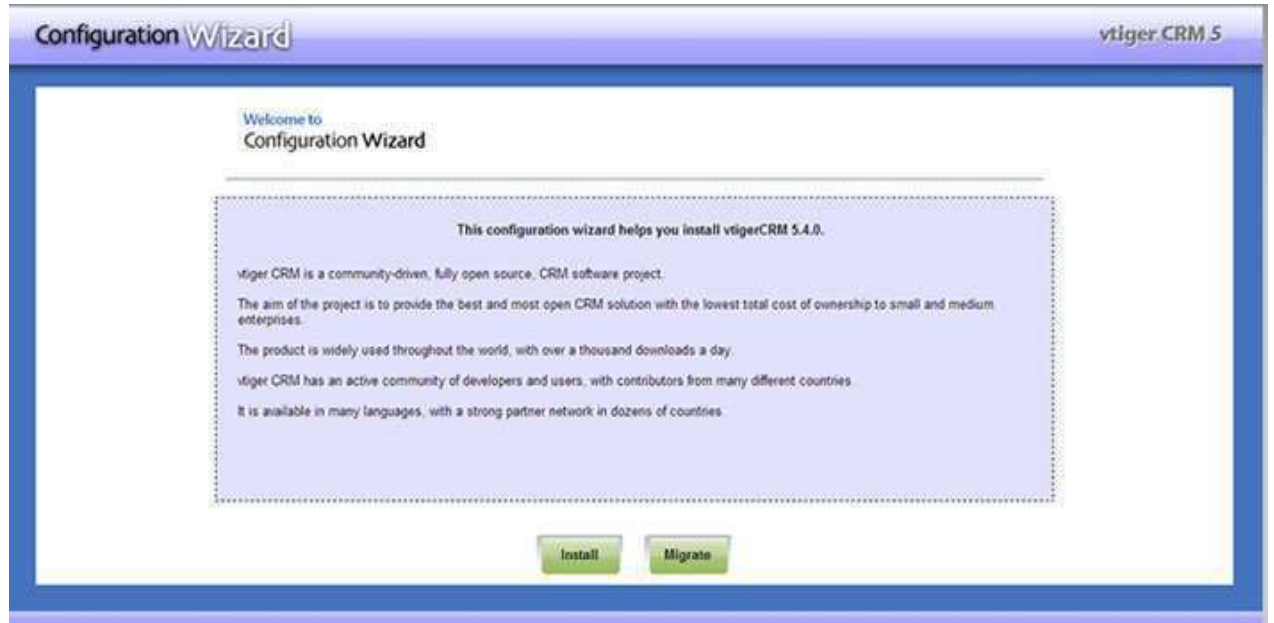 Configuration Wizard
vtiger CRM 5
Welcome to
Configuration Wizard
This configuration wizard helps you install vtigerCRM 5.4.0.
vtiger CRM is a community-driven, fully open source, CRM software project.
The aim of the project is to provide the best and most open CRM solution with the lowest total cost of ownership to small and medium
enterprises.
The product is widely used throughout the world, with over a thousand downloads a day.
vtiger CRM has an active community of developers and users, with contributors from many different countries.
It is available in many languages, with a strong partner network in dozens of countries.
Install
Migrate